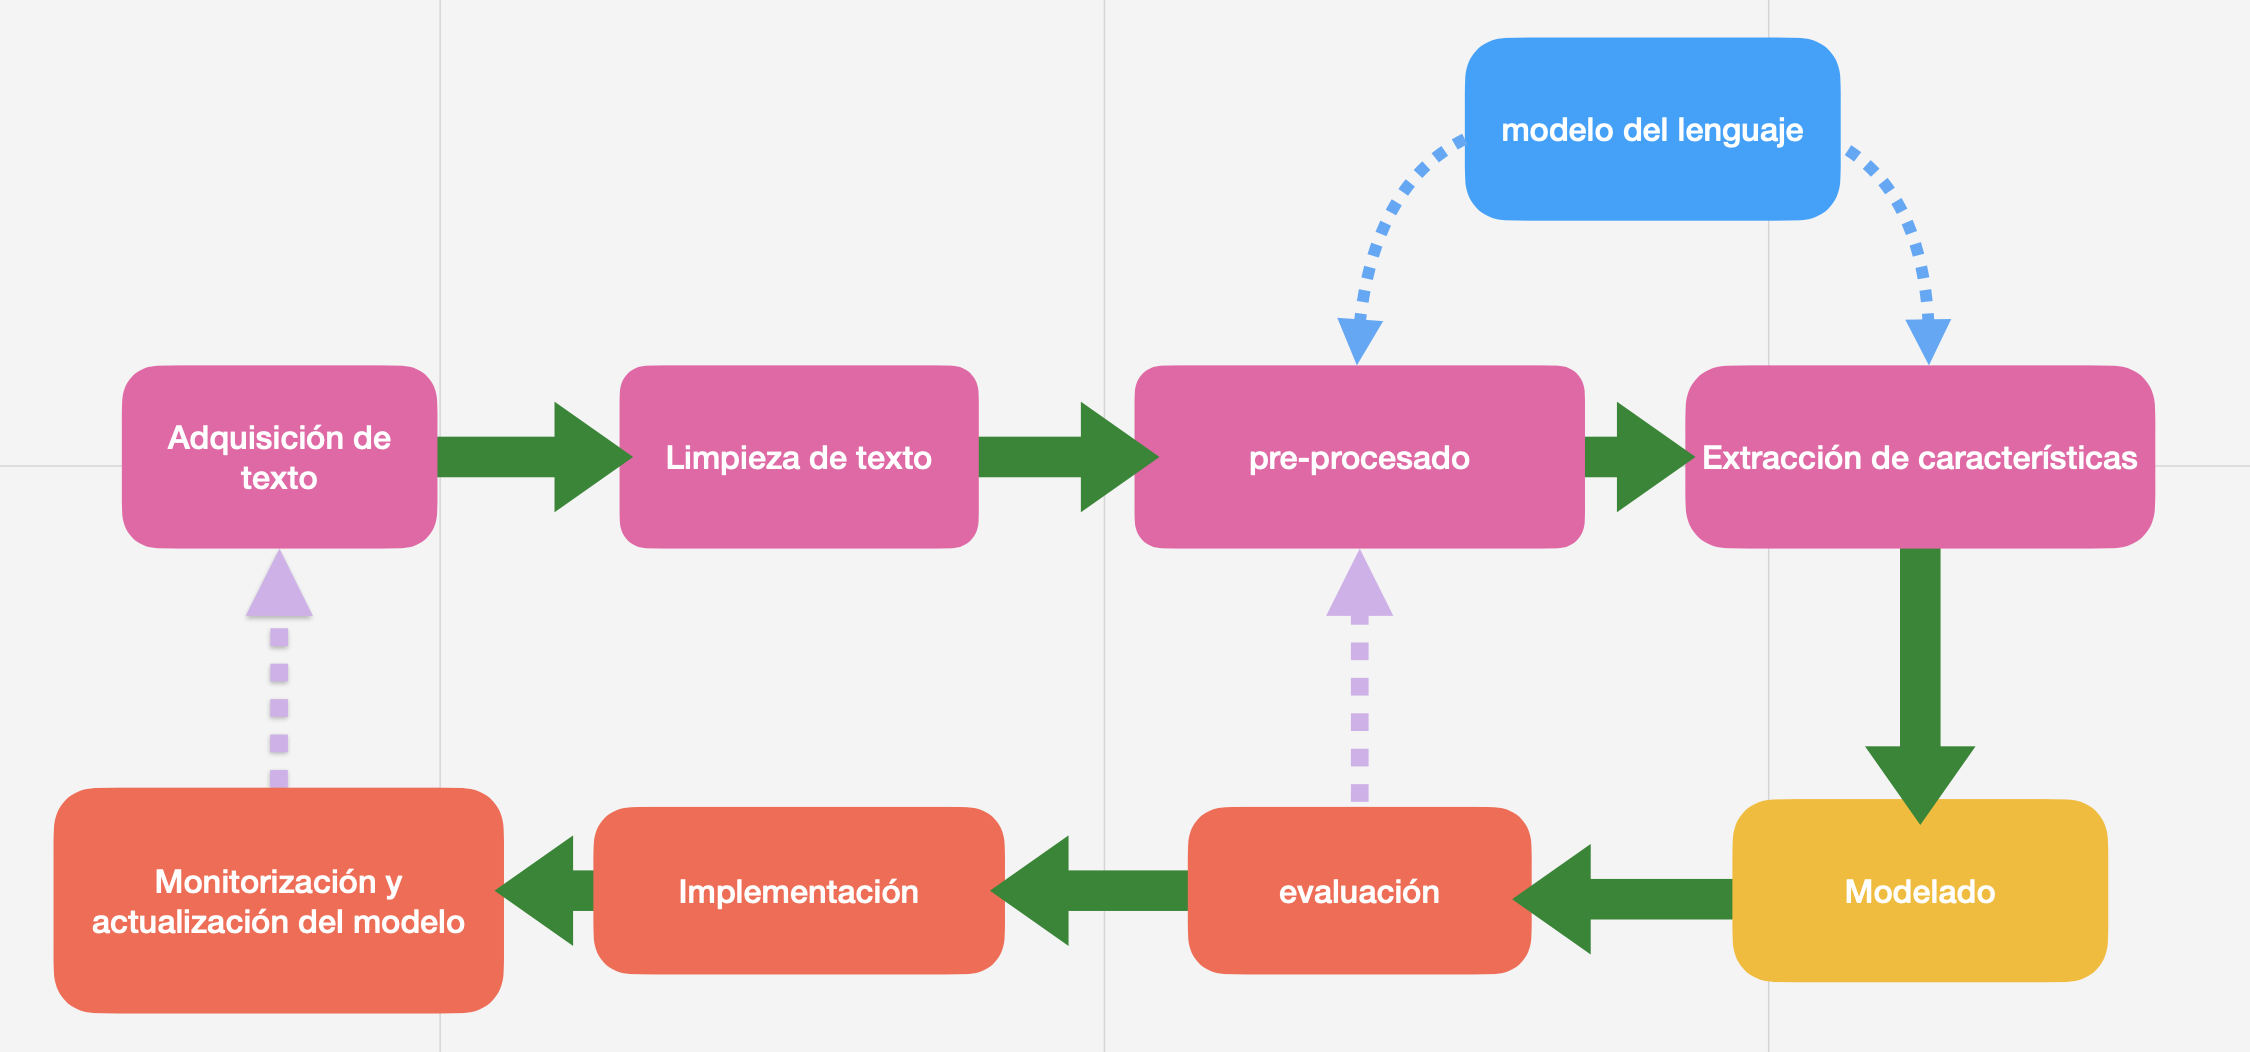 modelo del lenguaje
Adquisición de
texto
Limpieza de texto
pre-procesado
Extracción de características
Monitorización y
actualización del modelo
Implementación
evaluación
Modelado